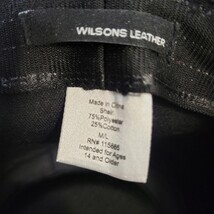 WILSONS LEATHER
Made in China
Shell:
75%Polyester
25%Cotton
M/L
RN# 115665
Intended for Ages
14 and Older